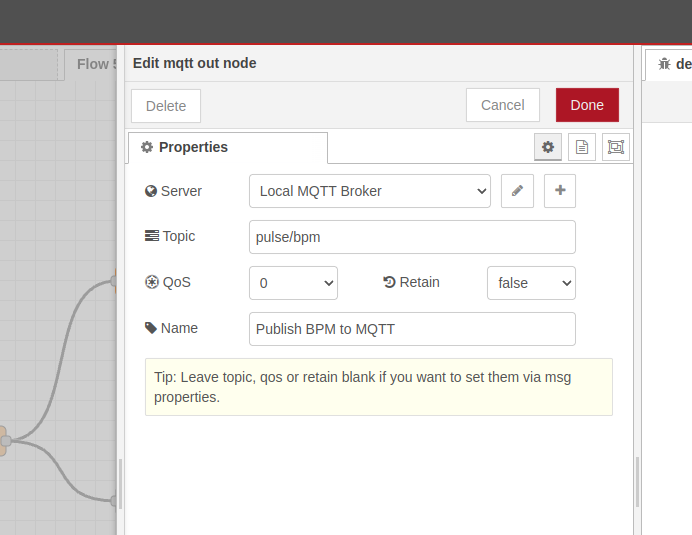 Flow 5
Edit mqtt out node
de
Delete
Cancel
Done
Properties
Server
Local MQTT Broker
Topic
pulse/bpm
QoS
0
Retain
false
Name
Publish BPM to MQTT
Tip: Leave topic, qos or retain blank if you want to set them via msg
properties.